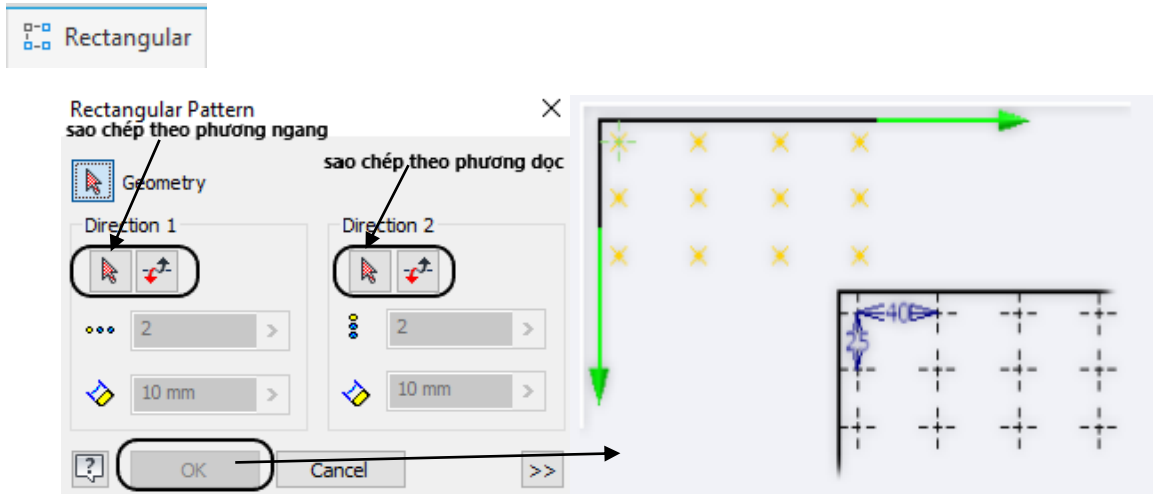 Rectangular
Rectangular Pattern
sao chép theo phương ngang
sao chép theo phương dọc
Geometry
Direction 1
Direction 2
2
2
10 mm
10 mm
? OK Cancel >>
40
25